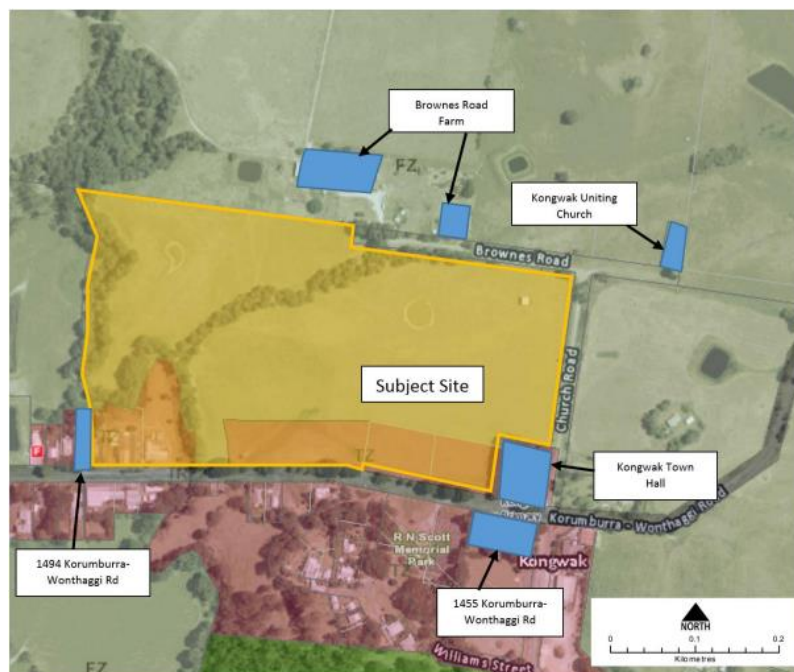 Brownes Road
Farm
FZ
Kongwak Uniting
Church
Brownes Road
Subject Site
Church Road
TZ
Kongwak Town
Hall
Korumburra - Wonthaggi Road
R N Scott
Memorial
Park
Kongwak
1494 Korumburra-
Wonthaggi Rd
1455 Korumburra-
Wonthaggi Rd
Williams Street
FZ
NORTH
0 0.1 0.2
Kilometres